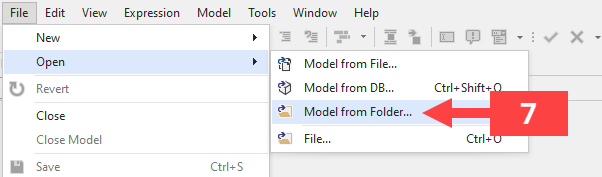 File Edit View Expression Model Tools Window Help
New
Open
Revert
Close
Close Model
Save Ctrl+S
Model from File...
Model from DB... Ctrl+Shift+O
Model from Folder...
File... Ctrl+O
7